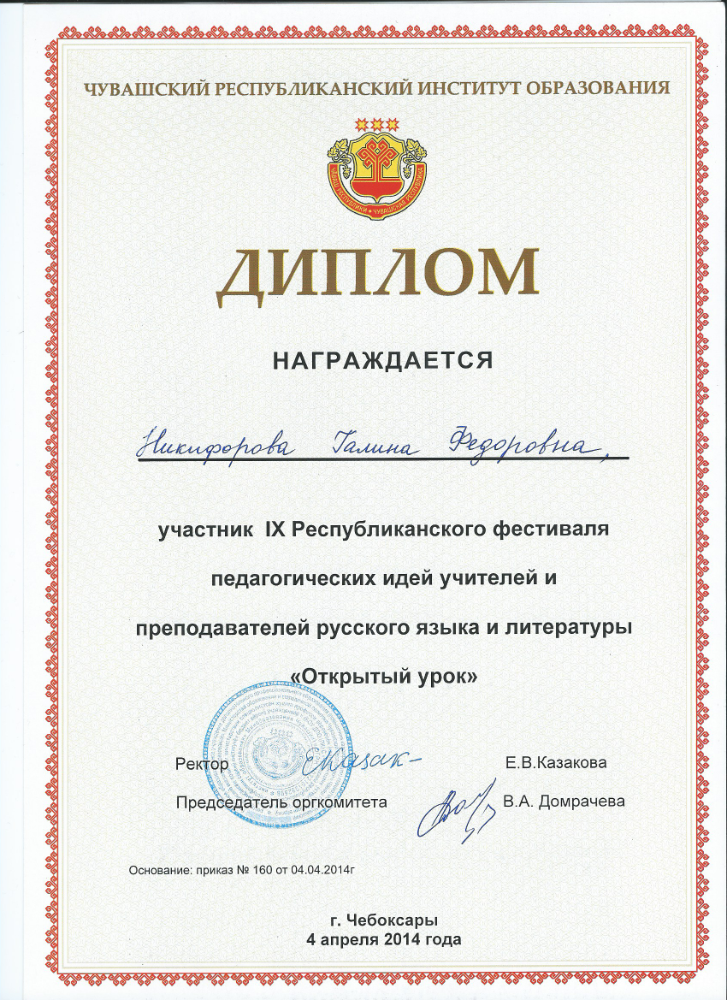 ЧУВАШСКИЙ РЕСПУБЛИКАНСКИЙ ИНСТИТУТ ОБРАЗОВАНИЯ
ДИПЛОМ
НАГРАЖДАЕТСЯ
Никифорова Галина Федоровна,
участник IX Республиканского фестиваля
педагогических идей учителей и
преподавателей русского языка и литературы
«Открытый урок»
Ректор ЕКазак- Е.В.Казакова
Председатель оргкомитета В.А. Домрачева
Основание: приказ № 160 от 04.04.2014г
г. Чебоксары
4 апреля 2014 года